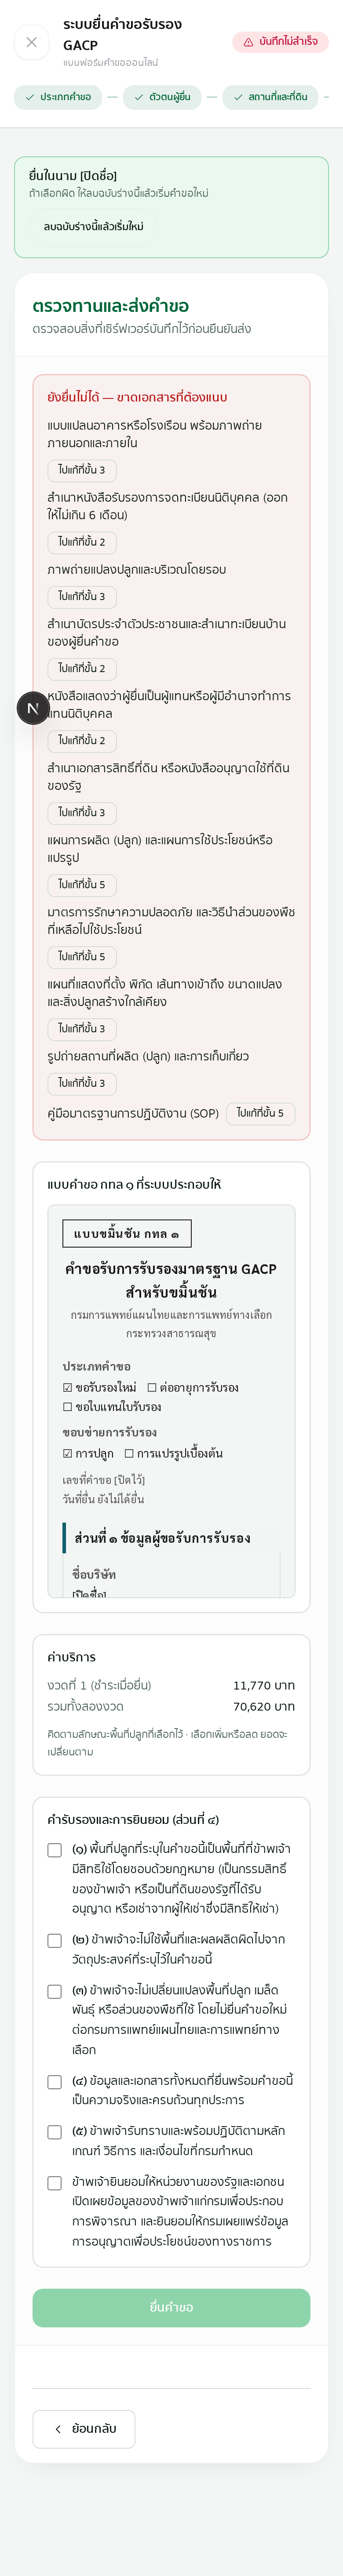 ระบบยื่นคำขอรับรอง
GACP
แบบฟอร์มคำขอออนไลน์
บันทึกไม่สำเร็จ
ประเภทคำขอ
ตัวตนผู้ยื่น
สถานที่และที่ดิน
ยื่นในนาม [ปิดชื่อ]
ถ้าเลือกผิด ให้ลบฉบับร่างนี้แล้วเริ่มคำขอใหม่
ลบฉบับร่างนี้แล้วเริ่มใหม่
ตรวจทานและส่งคำขอ
ตรวจสอบสิ่งที่เซิร์ฟเวอร์บันทึกไว้ก่อนยืนยันส่ง
ยังยื่นไม่ได้ — ขาดเอกสารที่ต้องแนบ
แบบแปลนอาคารหรือโรงเรือน พร้อมภาพถ่าย
ภายนอกและภายใน
ไปแก้ที่ขั้น 3
สำเนาหนังสือรับรองการจดทะเบียนนิติบุคคล (ออก
ให้ไม่เกิน 6 เดือน)
ไปแก้ที่ขั้น 2
ภาพถ่ายแปลงปลูกและบริเวณโดยรอบ
ไปแก้ที่ขั้น 3
สำเนาบัตรประจำตัวประชาชนและสำเนาทะเบียนบ้าน
ของผู้ยื่นคำขอ
ไปแก้ที่ขั้น 2
หนังสือแสดงว่าผู้ยื่นเป็นผู้แทนหรือผู้มีอำนาจทำการ
แทนนิติบุคคล
ไปแก้ที่ขั้น 2
สำเนาเอกสารสิทธิ์ที่ดิน หรือหนังสืออนุญาตใช้ที่ดิน
ของรัฐ
ไปแก้ที่ขั้น 3
แผนการผลิต (ปลูก) และแผนการใช้ประโยชน์หรือ
แปรรูป
ไปแก้ที่ขั้น 5
มาตรการรักษาความปลอดภัย และวิธีนำส่วนของพืช
ที่เหลือไปใช้ประโยชน์
ไปแก้ที่ขั้น 5
แผนที่แสดงที่ตั้ง พิกัด เส้นทางเข้าถึง ขนาดแปลง
และสิ่งปลูกสร้างใกล้เคียง
ไปแก้ที่ขั้น 3
รูปถ่ายสถานที่ผลิต (ปลูก) และการเก็บเกี่ยว
ไปแก้ที่ขั้น 3
คู่มือมาตรฐานการปฏิบัติงาน (SOP) ไปแก้ที่ขั้น 5
แบบคำขอ กทล ๑ ที่ระบบประกอบให้
แบบขมิ้นชัน กทล ๑
คำขอรับการรับรองมาตรฐาน GACP
สำหรับขมิ้นชัน
กรมการแพทย์แผนไทยและการแพทย์ทางเลือก
กระทรวงสาธารณสุข
ประเภทคำขอ
☑ ขอรับรองใหม่ ☐ ต่ออายุการรับรอง
☐ ขอใบแทนใบรับรอง
ขอบข่ายการรับรอง
☑ การปลูก ☐ การแปรรูปเบื้องต้น
เลขที่คำขอ [ปิดไว้]
วันที่ยื่น ยังไม่ได้ยื่น
ส่วนที่ ๑ ข้อมูลผู้ขอรับการรับรอง
ชื่อบริษัท
[ปิดชื่อ]
ค่าบริการ
งวดที่ 1 (ชำระเมื่อยื่น) 11,770 บาท
รวมทั้งสองงวด 70,620 บาท
คิดตามลักษณะพื้นที่ปลูกที่เลือกไว้ · เลือกเพิ่มหรือลด ยอดจะ
เปลี่ยนตาม
คำรับรองและการยินยอม (ส่วนที่ ๔)
(๑) พื้นที่ปลูกที่ระบุในคำขอนี้เป็นพื้นที่ที่ข้าพเจ้า
มีสิทธิใช้โดยชอบด้วยกฎหมาย (เป็นกรรมสิทธิ์
ของข้าพเจ้า หรือเป็นที่ดินของรัฐที่ได้รับ
อนุญาต หรือเช่าจากผู้ให้เช่าซึ่งมีสิทธิให้เช่า)
(๒) ข้าพเจ้าจะไม่ใช้พื้นที่และผลผลิตผิดไปจาก
วัตถุประสงค์ที่ระบุไว้ในคำขอนี้
(๓) ข้าพเจ้าจะไม่เปลี่ยนแปลงพื้นที่ปลูก เมล็ด
พันธุ์ หรือส่วนของพืชที่ใช้ โดยไม่ยื่นคำขอใหม่
ต่อกรมการแพทย์แผนไทยและการแพทย์ทาง
เลือก
(๔) ข้อมูลและเอกสารทั้งหมดที่ยื่นพร้อมคำขอนี้
เป็นความจริงและครบถ้วนทุกประการ
(๕) ข้าพเจ้ารับทราบและพร้อมปฏิบัติตามหลัก
เกณฑ์ วิธีการ และเงื่อนไขที่กรมกำหนด
ข้าพเจ้ายินยอมให้หน่วยงานของรัฐและเอกชน
เปิดเผยข้อมูลของข้าพเจ้าแก่กรมเพื่อประกอบ
การพิจารณา และยินยอมให้กรมเผยแพร่ข้อมูล
การอนุญาตเพื่อประโยชน์ของทางราชการ
ยื่นคำขอ
ย้อนกลับ